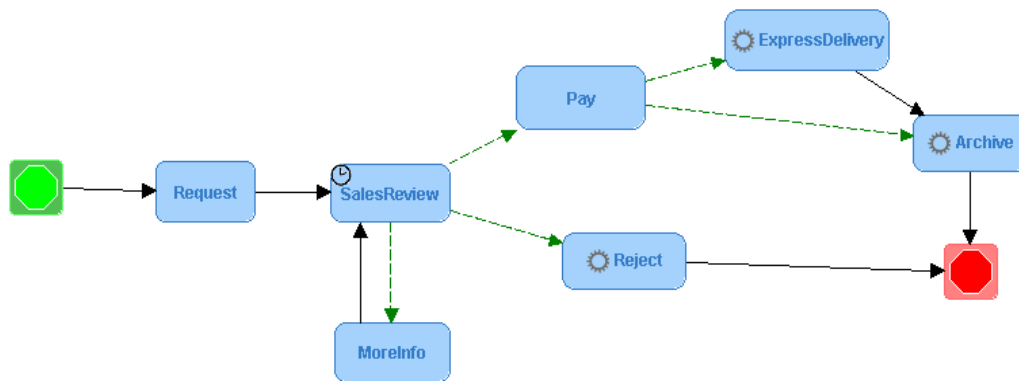 ExpressDelivery
Pay
Archive
Request
SalesReview
Reject
MoreInfo